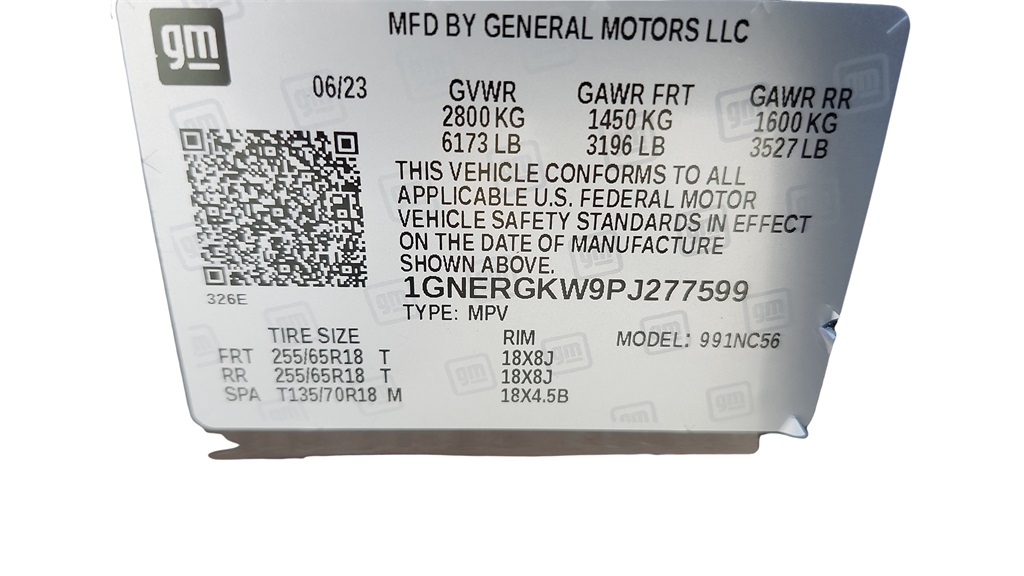 gm
MFD BY GENERAL MOTORS LLC
06/23 GVWR GAWR FRT GAWR RR
2800 KG 1450 KG 1600 KG
6173 LB 3196 LB 3527 LB
THIS VEHICLE CONFORMS TO ALL
APPLICABLE U.S. FEDERAL MOTOR
VEHICLE SAFETY STANDARDS IN EFFECT
ON THE DATE OF MANUFACTURE
SHOWN ABOVE.
326E
1GNERGKW9PJ277599
TYPE: MPV
TIRE SIZE RIM MODEL: 991NC56
FRT 255/65R18 T 18X8J
RR 255/65R18 T 18X8J
SPA T135/70R18 M 18X4.5B